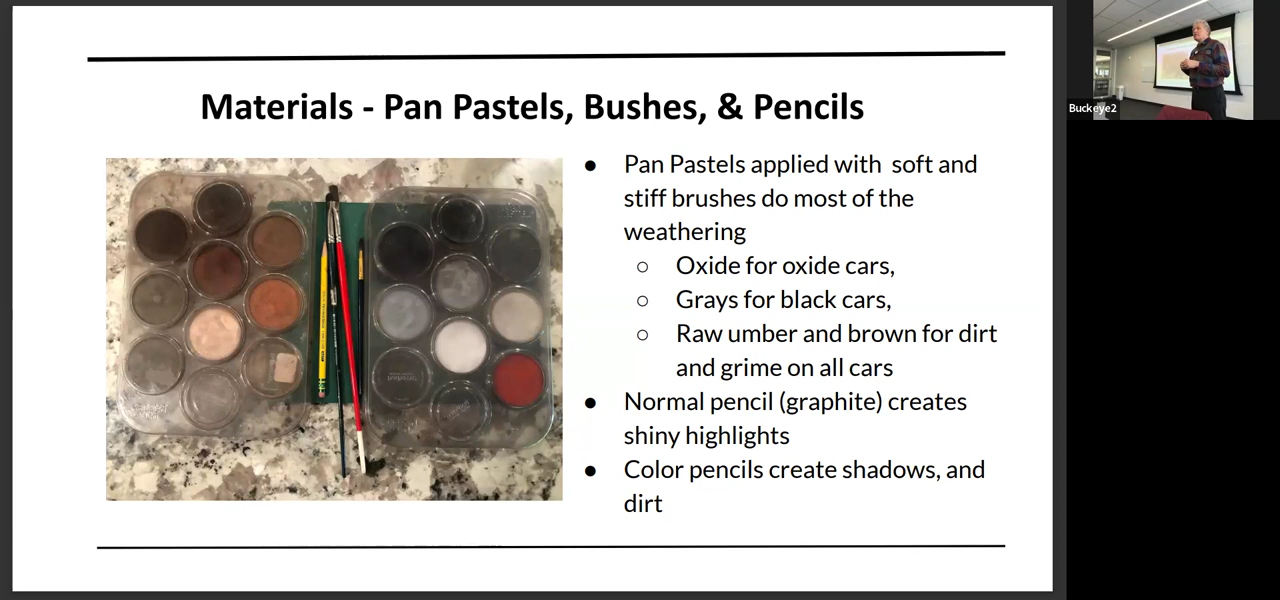 Materials - Pan Pastels, Bushes, & Pencils
● Pan Pastels applied with soft and
stiff brushes do most of the
weathering
○ Oxide for oxide cars,
○ Grays for black cars,
○ Raw umber and brown for dirt
and grime on all cars
● Normal pencil (graphite) creates
shiny highlights
● Color pencils create shadows, and
dirt
Buckeye2